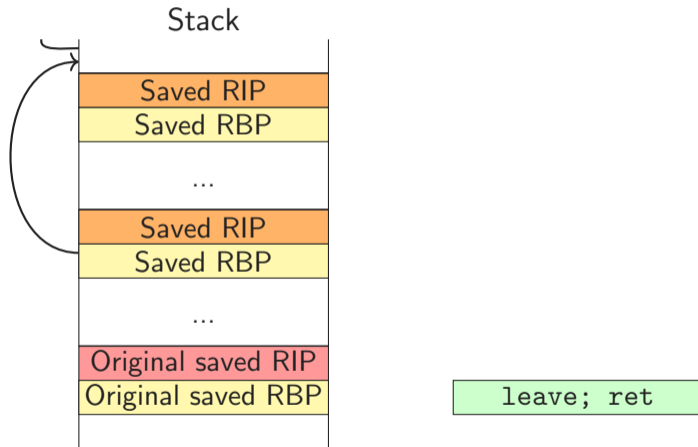 Stack
Saved RIP
Saved RBP
...
Saved RIP
Saved RBP
...
Original saved RIP
Original saved RBP
leave; ret